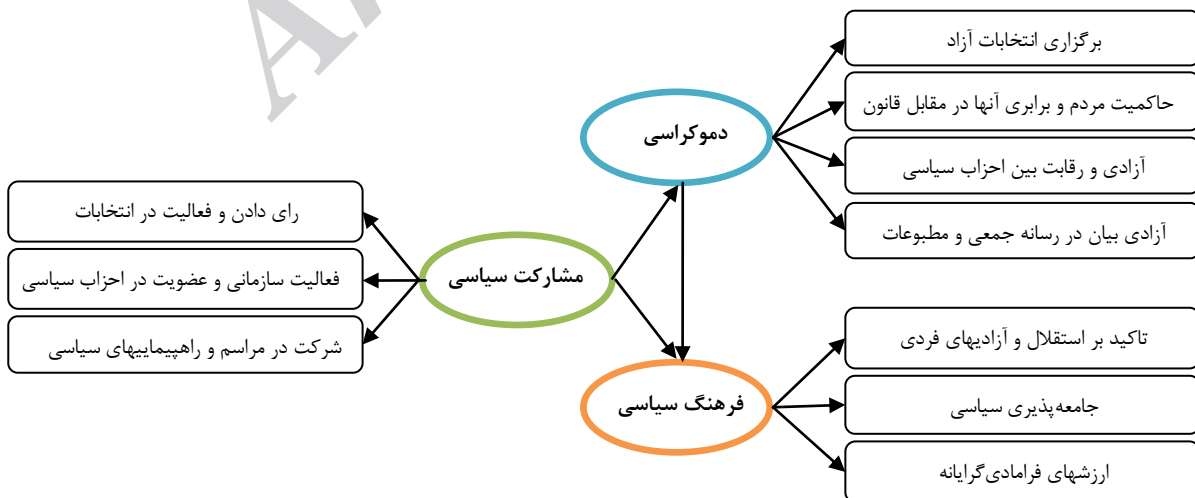 برگزاری انتخابات آزاد
حاکمیت مردم و برابری آنها در مقابل قانون
دموکراسی
آزادی و رقابت بین احزاب سیاسی
آزادی بیان در رسانه جمعی و مطبوعات
رای دادن و فعالیت در انتخابات
مشارکت سیاسی
فعالیت سازمانی و عضویت در احزاب سیاسی
شرکت در مراسم و راهپیماییهای سیاسی
تاکید بر استقلال و آزادیهای فردی
فرهنگ سیاسی
جامعه‌پذیری سیاسی
ارزشهای فرامادی‌گرایانه